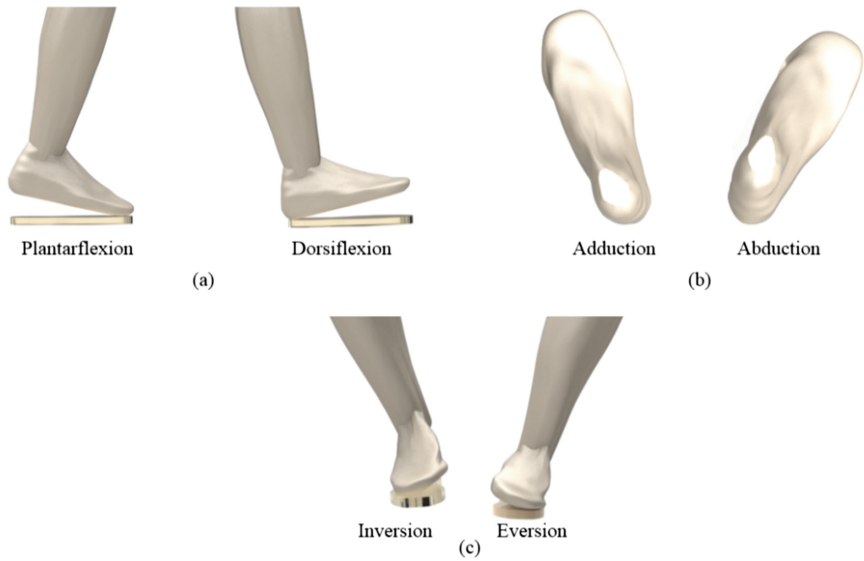 Plantarflexion
Dorsiflexion
(a)
Adduction
Abduction
(b)
Inversion
Eversion
(c)